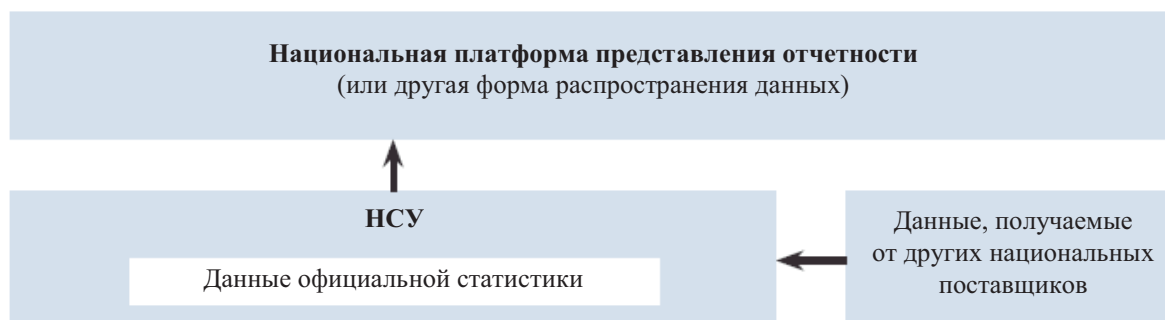 Национальная платформа представления отчетности
(или другая форма распространения данных)
НСУ
Данные официальной статистики
Данные, получаемые
от других национальных
поставщиков